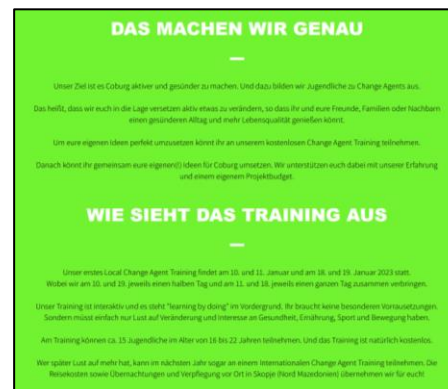 DAS MACHEN WIR GENAU
Unser Ziel ist es Coburg aktiver und gesünder zu machen. Und dazu bilden wir Jugendliche zu Change Agents aus.
Das heißt, dass wir euch in die Lage versetzen aktiv etwas zu verändern, so dass ihr und eure Freunde, Familien oder Nachbarn
einen gesünderen Alltag und mehr Lebensqualität genießen könnt.
Um eure eigenen Ideen perfekt umzusetzen könnt ihr an unserem kostenlosen Change Agent Training teilnehmen.
Danach könnt ihr gemeinsam eure eigenen(!) Ideen für Coburg umsetzen. Wir unterstützen euch dabei mit unserer Erfahrung
und einem eigenem Projektbudget.
WIE SIEHT DAS TRAINING AUS
Unser erstes Local Change Agent Training findet am 10. und 11. Januar und am 18. und 19. Januar 2023 statt.
Wobei wir am 10. und 19. jeweils einen halben Tag und am 11. und 18. jeweils einen ganzen Tag zusammen verbringen.
Unser Training ist interaktiv und es steht "learning by doing" im Vordergrund. Ihr braucht keine besonderen Vorraussetzungen.
Sondern müsst einfach nur Lust auf Veränderung und Interesse an Gesundheit, Ernährung, Sport und Bewegung haben.
Am Training können ca. 15 Jugendliche im Alter von 16 bis 22 Jahren teilnehmen. Und das Training ist natürlich kostenlos.
Wer später Lust auf mehr hat, kann im nächsten Jahr sogar an einem Internationalen Change Agent Training teilnehmen. Die
Reisekosten sowie Übernachtungen und Verpflegung vor Ort in Skopje (Nord Mazedonien) übernehmen wir für euch!